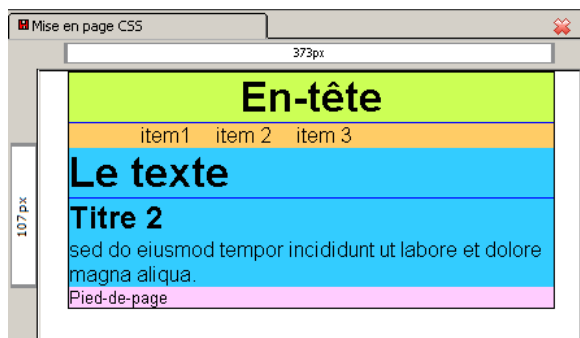 Mise en page CSS
373px
En-tête
item1 item 2 item 3
Le texte
107 px
Titre 2
sed do eiusmod tempor incididunt ut labore et dolore
magna aliqua.
Pied-de-page